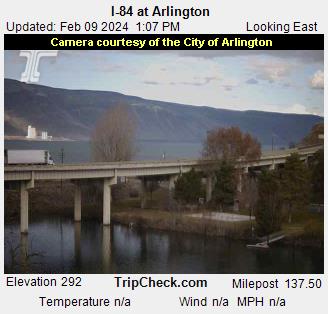 I-84 at Arlington
Updated: Feb 09 2024 1:07 PM Looking East
Camera courtesy of the City of Arlington
Elevation 292 TripCheck.com Milepost 137.50
Temperature n/a Wind n/a MPH n/a